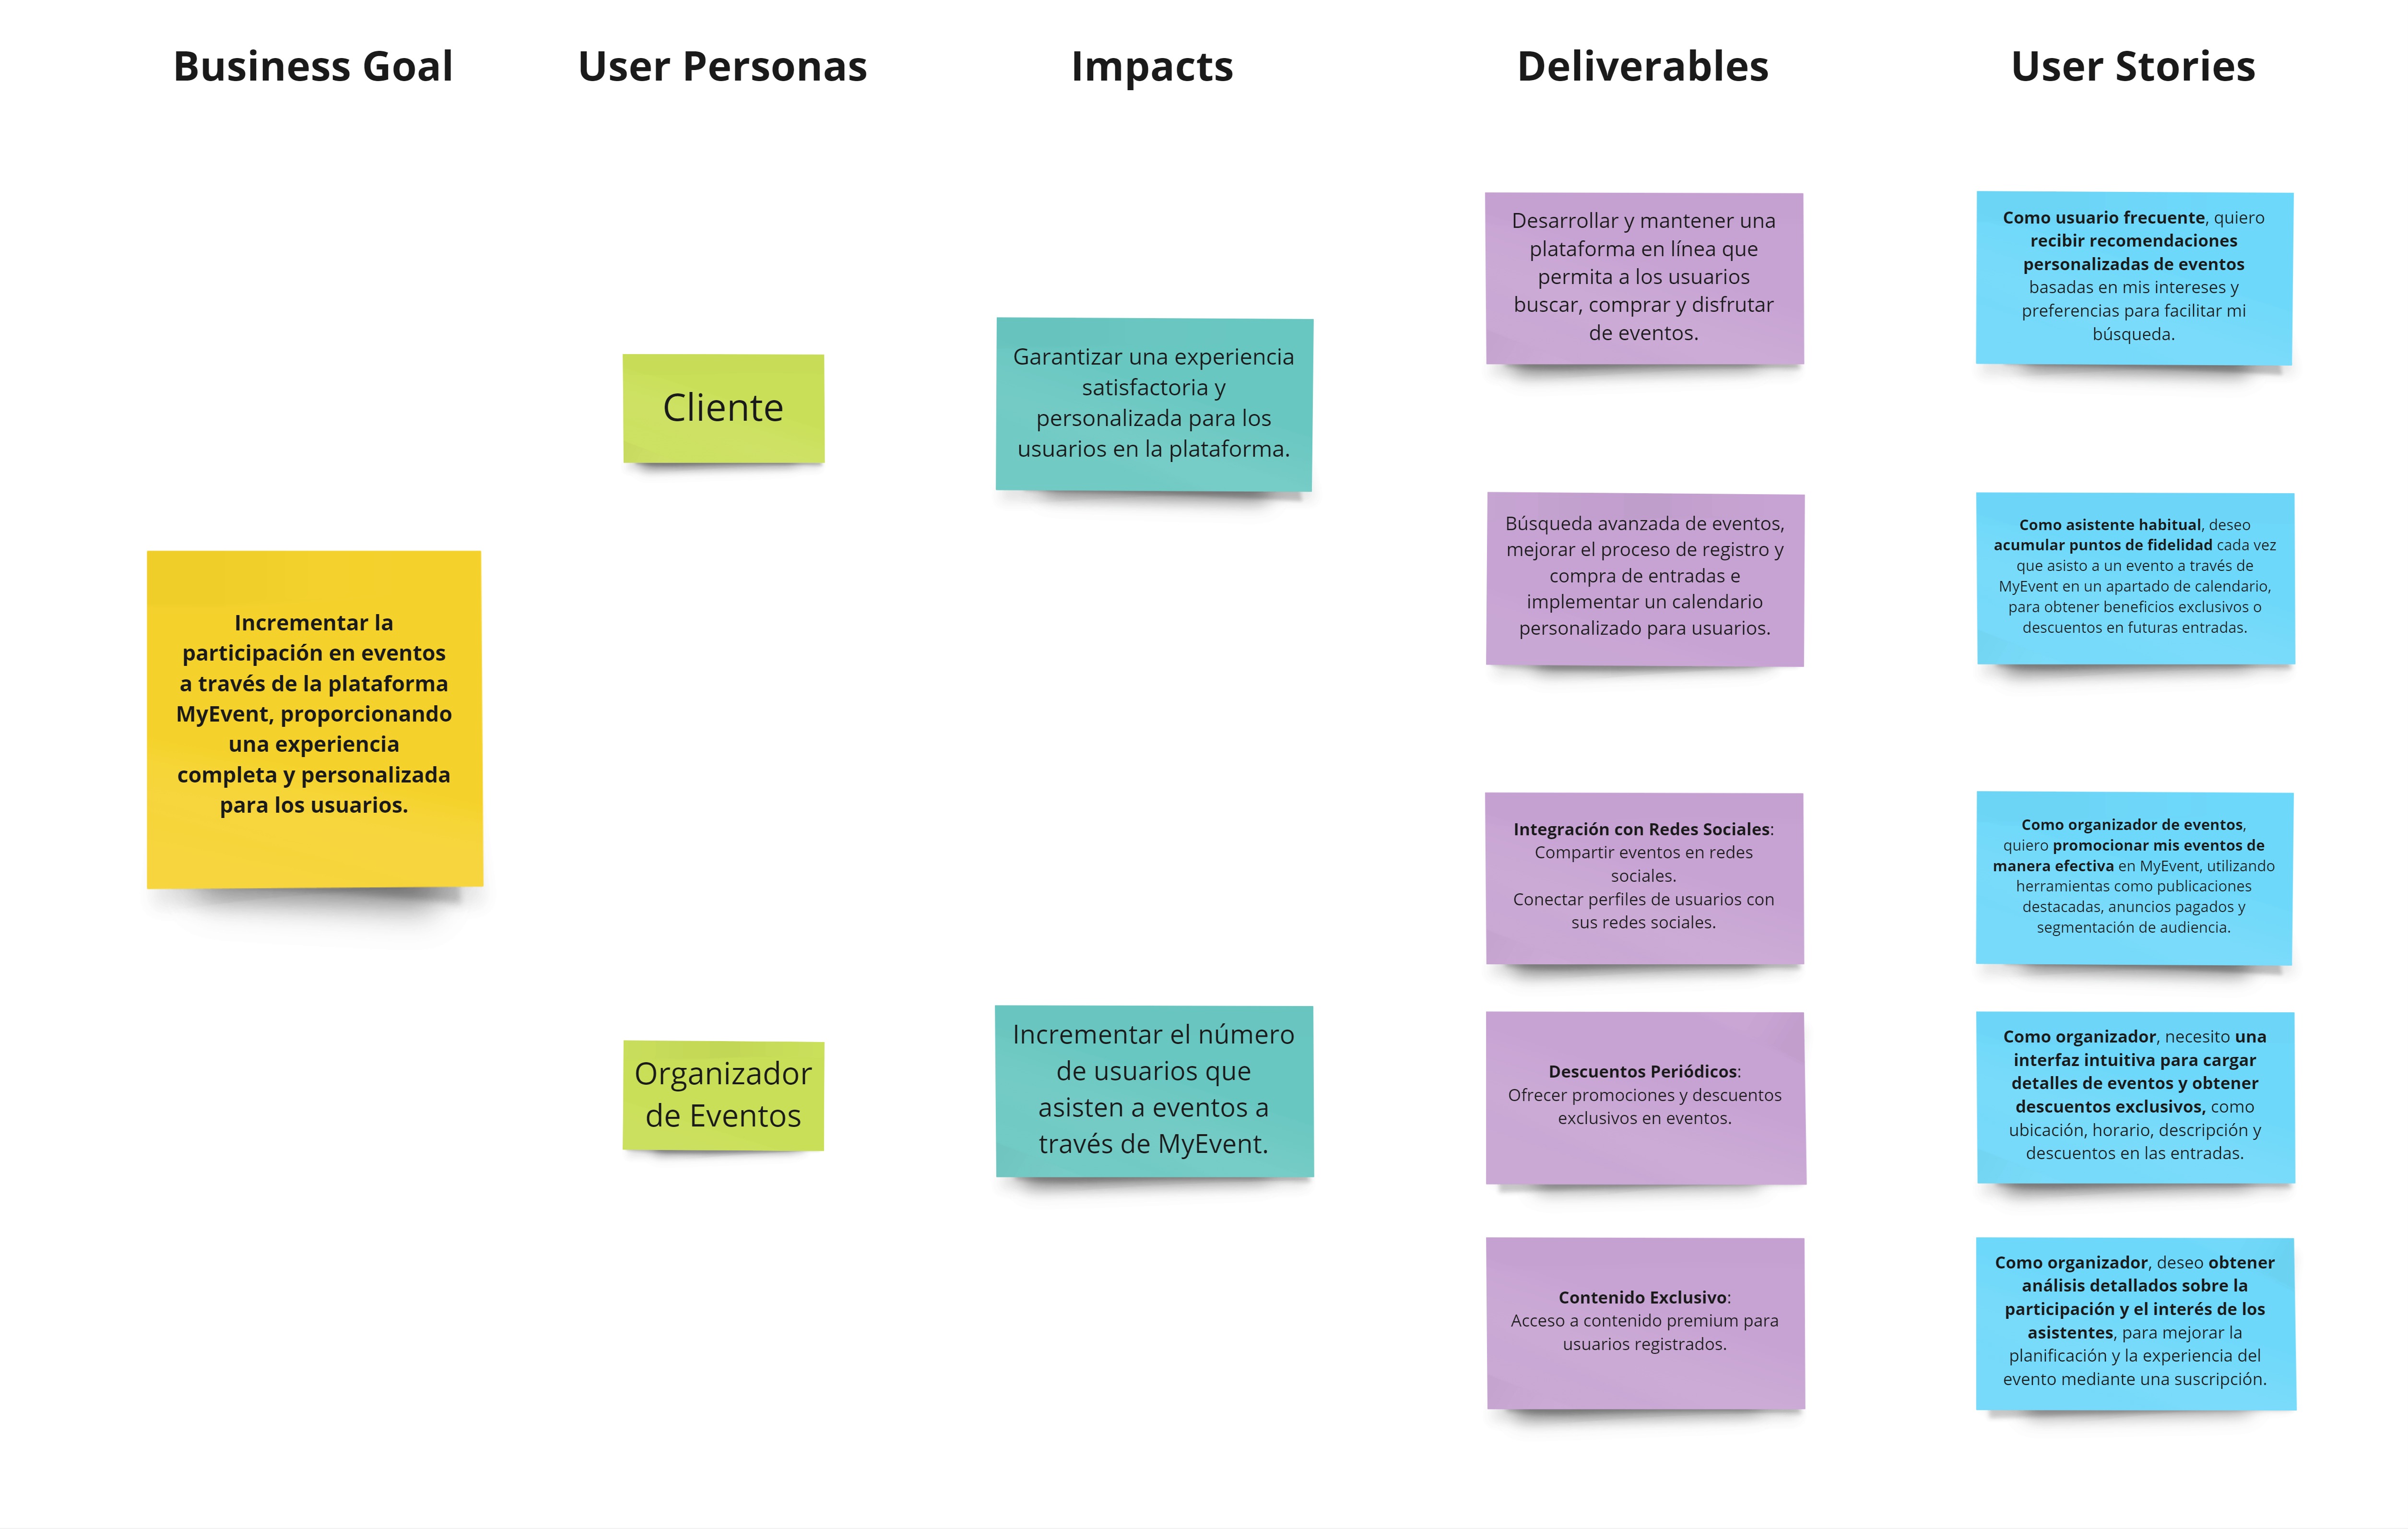 Business Goal
User Personas
Impacts
Deliverables
User Stories
Incrementar la
participación en eventos
a través de la plataforma
MyEvent, proporcionando
una experiencia
completa y personalizada
para los usuarios.
Cliente
Garantizar una experiencia
satisfactoria y
personalizada para los
usuarios en la plataforma.
Desarrollar y mantener una
plataforma en línea que
permita a los usuarios
buscar, comprar y disfrutar
de eventos.
Como usuario frecuente, quiero
recibir recomendaciones
personalizadas de eventos
basadas en mis intereses y
preferencias para facilitar mi
búsqueda.
Búsqueda avanzada de eventos,
mejorar el proceso de registro y
compra de entradas e
implementar un calendario
personalizado para usuarios.
Como asistente habitual, deseo
acumular puntos de fidelidad cada vez
que asisto a un evento a través de
MyEvent en un apartado de calendario,
para obtener beneficios exclusivos o
descuentos en futuras entradas.
Organizador
de Eventos
Incrementar el número
de usuarios que
asisten a eventos a
través de MyEvent.
Integración con Redes Sociales:
Compartir eventos en redes
sociales.
Conectar perfiles de usuarios con
sus redes sociales.
Como organizador de eventos,
quiero promocionar mis eventos de
manera efectiva en MyEvent, utilizando
herramientas como publicaciones
destacadas, anuncios pagados y
segmentación de audiencia.
Descuentos Periódicos:
Ofrecer promociones y descuentos
exclusivos en eventos.
Como organizador, necesito una
interfaz intuitiva para cargar
detalles de eventos y obtener
descuentos exclusivos, como
ubicación, horario, descripción y
descuentos en las entradas.
Contenido Exclusivo:
Acceso a contenido premium para
usuarios registrados.
Como organizador, deseo obtener
análisis detallados sobre la
participación y el interés de los
asistentes, para mejorar la
planificación y la experiencia del
evento mediante una suscripción.